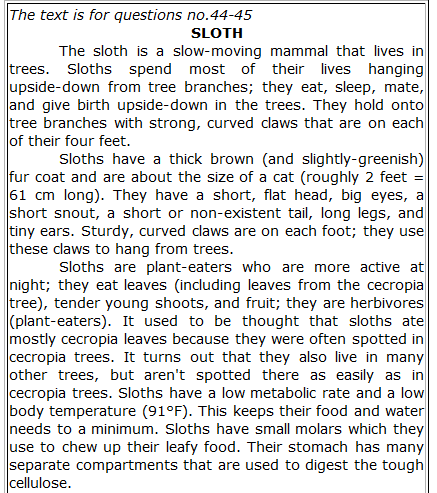 The text is for questions no.44-45
SLOTH
The sloth is a slow-moving mammal that lives in
trees. Sloths spend most of their lives hanging
upside-down from tree branches; they eat, sleep, mate,
and give birth upside-down in the trees. They hold onto
tree branches with strong, curved claws that are on each
of their four feet.
Sloths have a thick brown (and slightly-greenish)
fur coat and are about the size of a cat (roughly 2 feet =
61 cm long). They have a short, flat head, big eyes, a
short snout, a short or non-existent tail, long legs, and
tiny ears. Sturdy, curved claws are on each foot; they use
these claws to hang from trees.
Sloths are plant-eaters who are more active at
night; they eat leaves (including leaves from the cecropia
tree), tender young shoots, and fruit; they are herbivores
(plant-eaters). It used to be thought that sloths ate
mostly cecropia leaves because they were often spotted in
cecropia trees. It turns out that they also live in many
other trees, but aren't spotted there as easily as in
cecropia trees. Sloths have a low metabolic rate and a low
body temperature (91°F). This keeps their food and water
needs to a minimum. Sloths have small molars which they
use to chew up their leafy food. Their stomach has many
separate compartments that are used to digest the tough
cellulose.